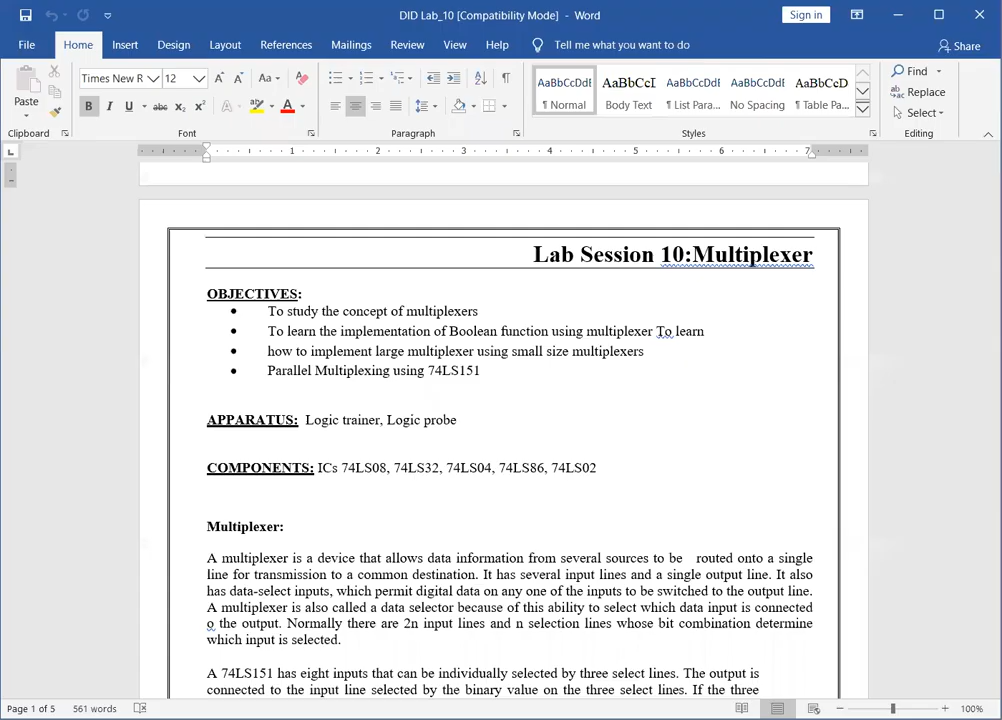 DID Lab_10 [Compatibility Mode] - Word
Sign in
File Home Insert Design Layout References Mailings Review View Help Tell me what you want to do Share
Paste
Clipboard
Times New R 12
Font
Paragraph
AaBbCcDdE AaBbCcI AaBbCcDdF AaBbCcDdE AaBbCcD
¶ Normal Body Text ¶ List Para... No Spacing ¶ Table Pa...
Styles
Find
Replace
Select
Editing
1 2 3 4 5 6 7
Lab Session 10:Multiplexer
OBJECTIVES:
• To study the concept of multiplexers
• To learn the implementation of Boolean function using multiplexer To learn
• how to implement large multiplexer using small size multiplexers
• Parallel Multiplexing using 74LS151
APPARATUS: Logic trainer, Logic probe
COMPONENTS: ICs 74LS08, 74LS32, 74LS04, 74LS86, 74LS02
Multiplexer:
A multiplexer is a device that allows data information from several sources to be routed onto a single
line for transmission to a common destination. It has several input lines and a single output line. It also
has data-select inputs, which permit digital data on any one of the inputs to be switched to the output line.
A multiplexer is also called a data selector because of this ability to select which data input is connected
o the output. Normally there are 2n input lines and n selection lines whose bit combination determine
which input is selected.
A 74LS151 has eight inputs that can be individually selected by three select lines. The output is
connected to the input line selected by the binary value on the three select lines. If the three
Page 1 of 5 561 words 100%